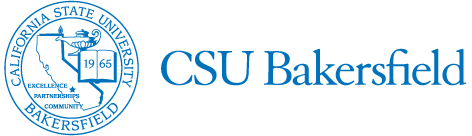 CALIFORNIA STATE UNIVERSITY
19 65
EXCELLENCE
PARTNERSHIPS
COMMUNITY
BAKERSFIELD
CSU Bakersfield